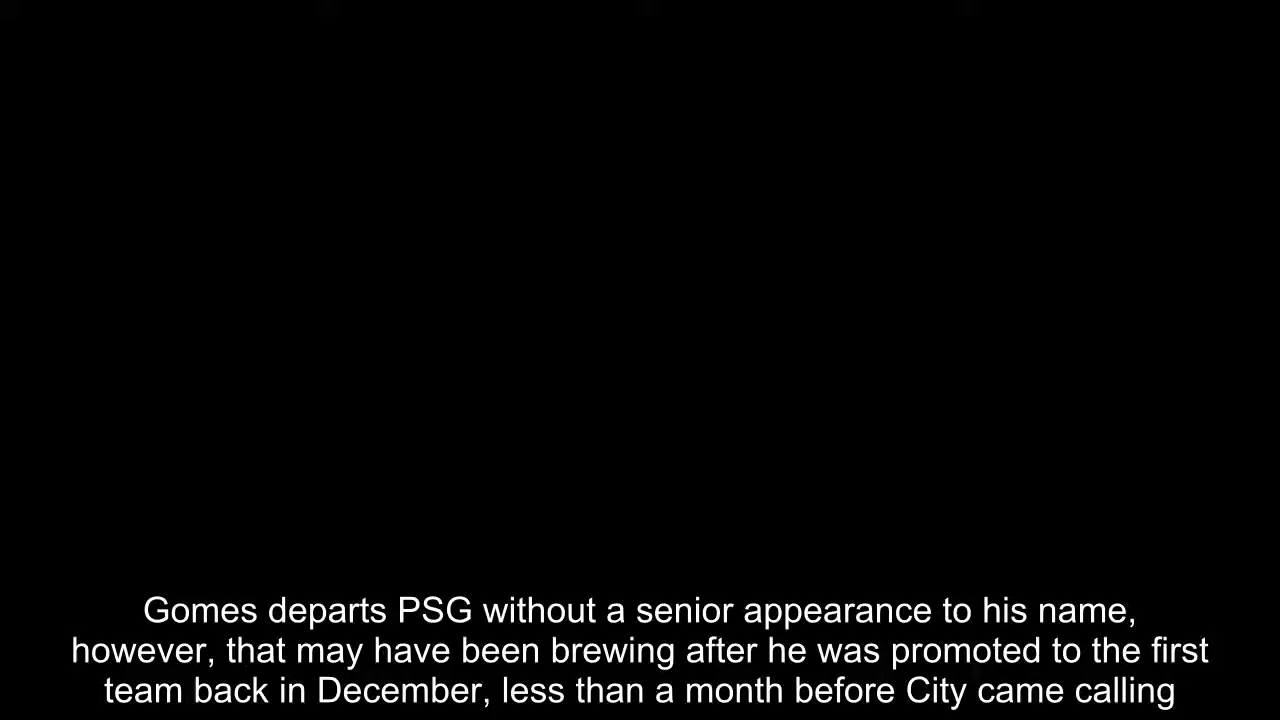 Gomes departs PSG without a senior appearance to his name,
however, that may have been brewing after he was promoted to the first
team back in December, less than a month before City came calling